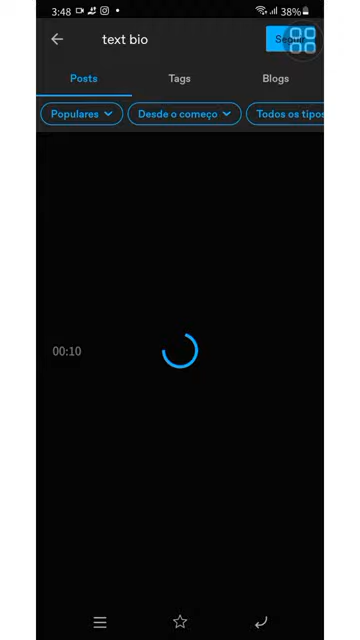 3:48
38%
text bio
Posts
Tags
Blogs
Populares
Desde o começo
Todos os tipos
00:10